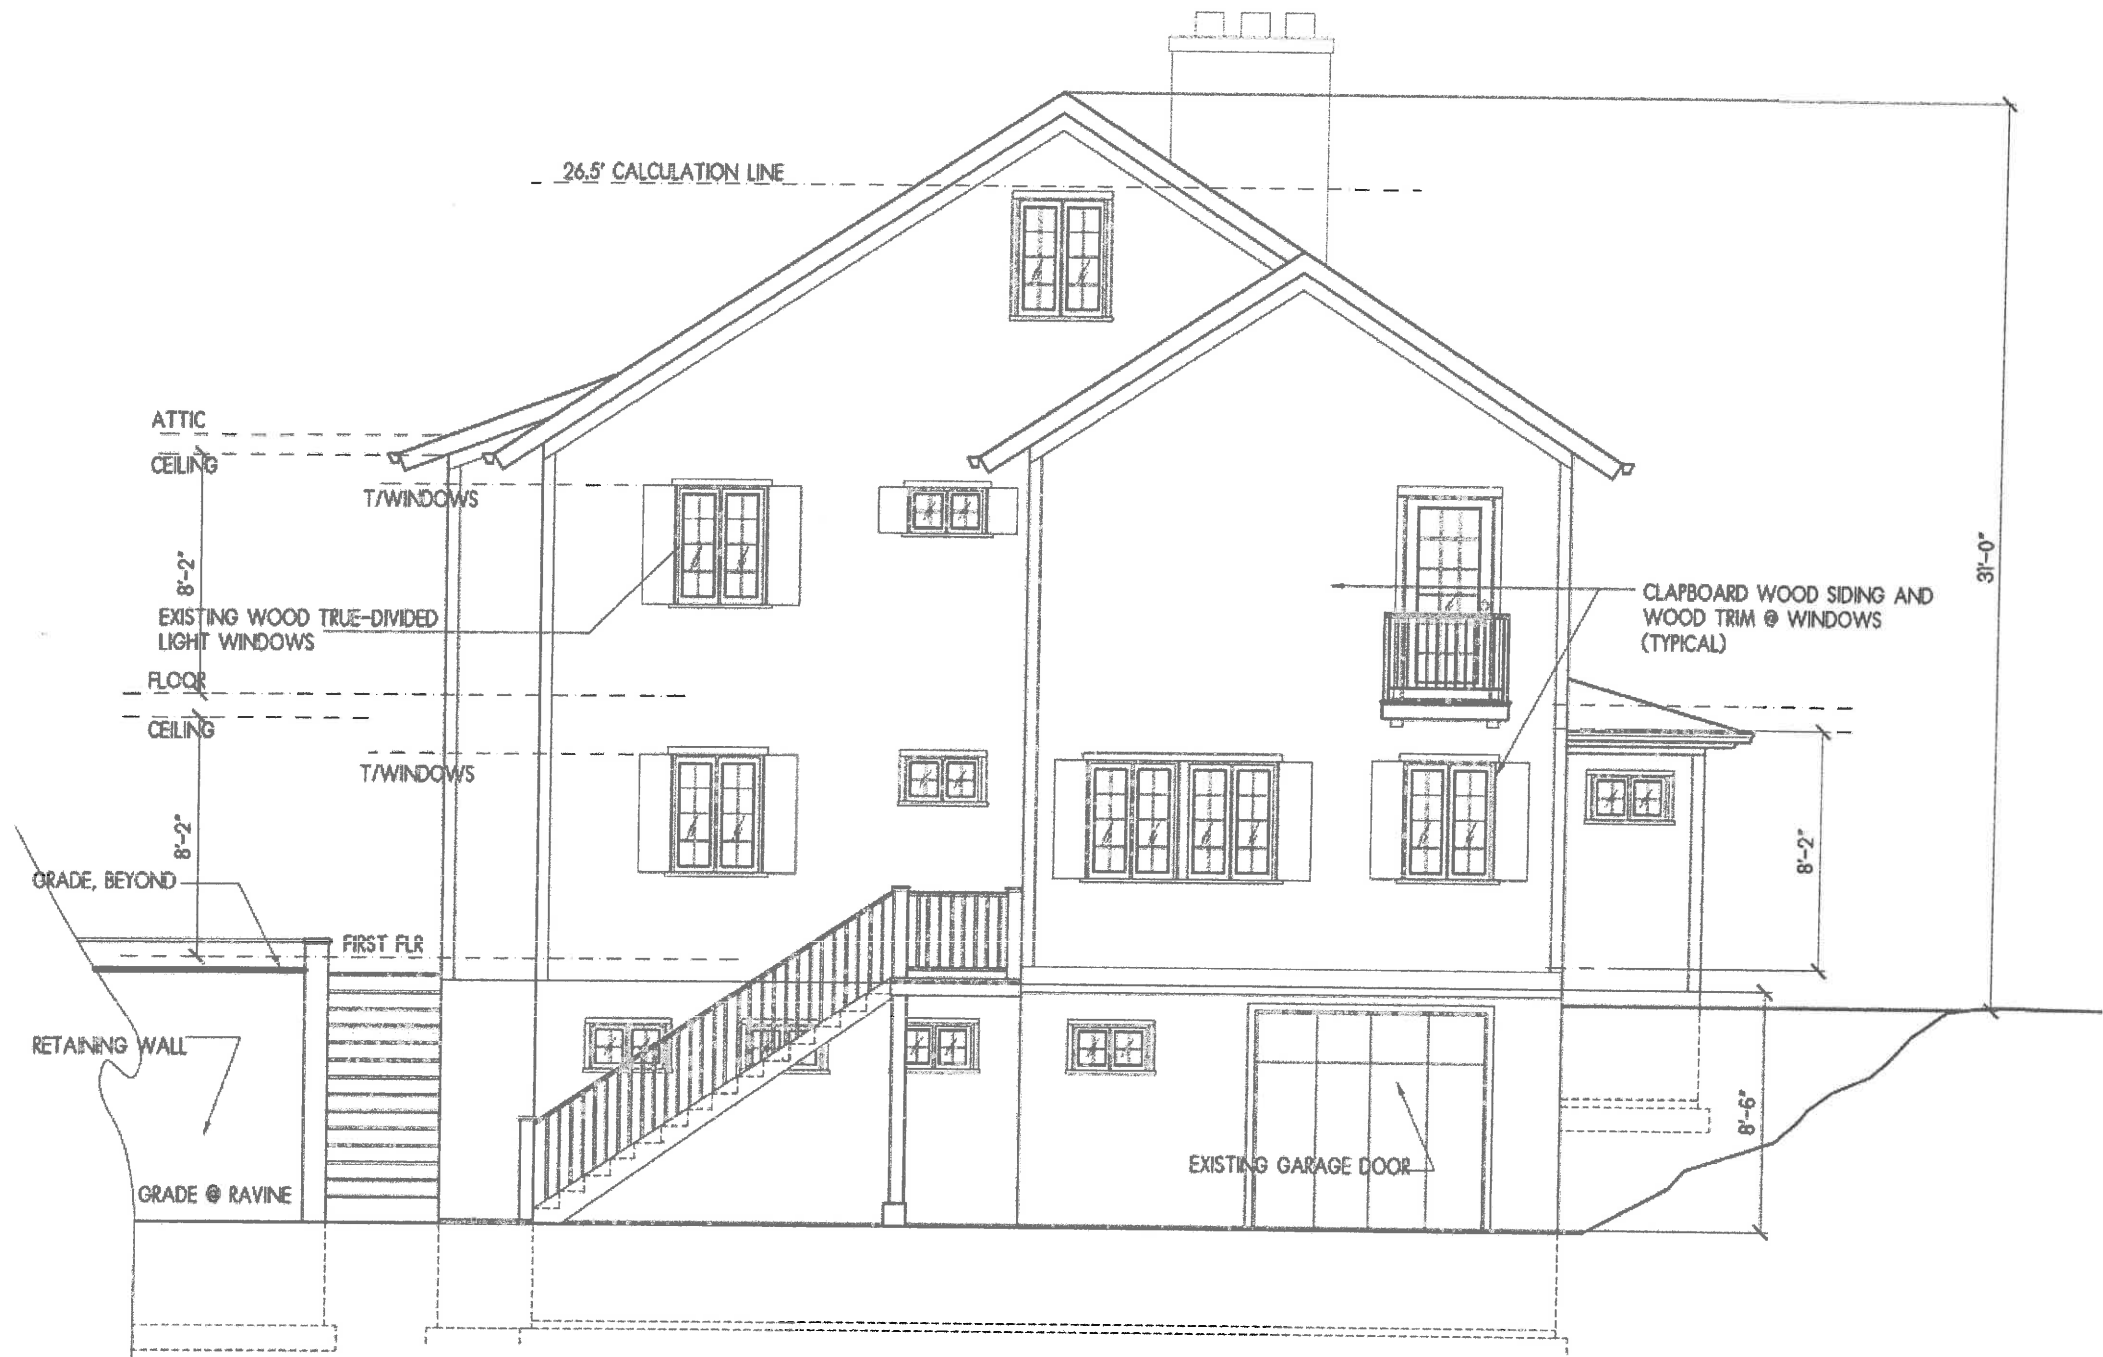 26.5' CALCULATION LINE
ATTIC
CEILING
T/WINDOWS
8'-2"
31'-0"
CLAPBOARD WOOD SIDING AND
WOOD TRIM @ WINDOWS
(TYPICAL)
EXISTING WOOD TRUE-DIVIDED
LIGHT WINDOWS
FLOOR
CEILING
T/WINDOWS
8'-2"
8'-2"
GRADE, BEYOND
FIRST FLR
RETAINING WALL
8'-6"
EXISTING GARAGE DOOR
GRADE @ RAVINE